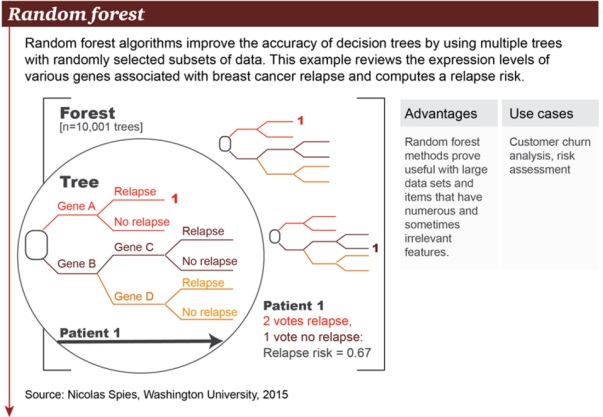 Random forest
Random forest algorithms improve the accuracy of decision trees by using multiple trees
with randomly selected subsets of data. This example reviews the expression levels of
various genes associated with breast cancer relapse and computes a relapse risk.
Forest
[n=10,001 trees]
1
Tree
Relapse
Gene A
1
No relapse
Relapse
Gene C
No relapse
Gene B
Relapse
Gene D
No relapse
1
Patient 1
Patient 1
2 votes relapse,
1 vote no relapse:
Relapse risk = 0.67
Advantages
Random forest
methods prove
useful with large
data sets and
items that have
numerous and
sometimes
irrelevant
features.
Use cases
Customer churn
analysis, risk
assessment
Source: Nicolas Spies, Washington University, 2015